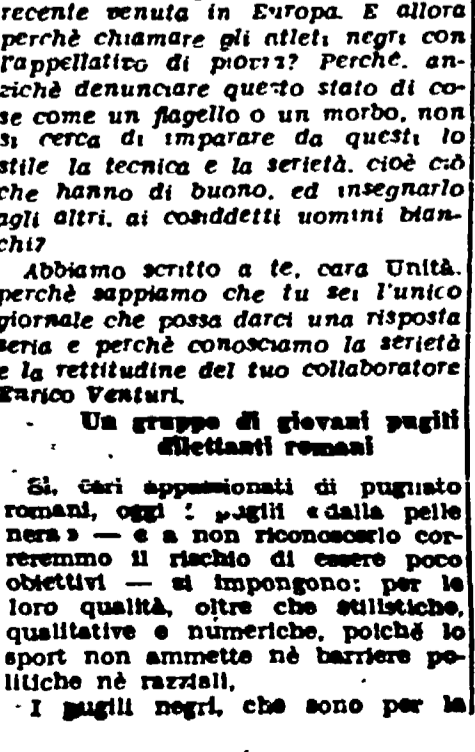 recente venuta in Europa. E allora
perchè chiamare gli atleti negri con
l'appellativo di piovra? Perchè, an-
zichè denunciare questo stato di co-
se come un flagello o un morbo, non
si cerca di imparare da questi lo
stile la tecnica e la serietà, cioè ciò
che hanno di buono, ed insegnarlo
agli altri, ai cosiddetti uomini bian-
chi?
Abbiamo scritto a te, cara Unità,
perchè sappiamo che tu sei l'unico
giornale che possa darci una risposta
seria e perchè conosciamo la serietà
e la rettitudine del tuo collaboratore
Enrico Venturi.
Un gruppo di giovani pugili
dilettanti romani
Sì, cari appassionati di pugilato
romani, oggi i pugili «dalla pelle
nera» — e a non riconoscerlo cor-
reremmo il rischio di essere poco
obiettivi — si impongono: per le
loro qualità, oltre che stilistiche,
qualitative e numeriche, poichè lo
sport non ammette nè barriere po-
litiche nè razziali.
I pugili negri, che sono per la